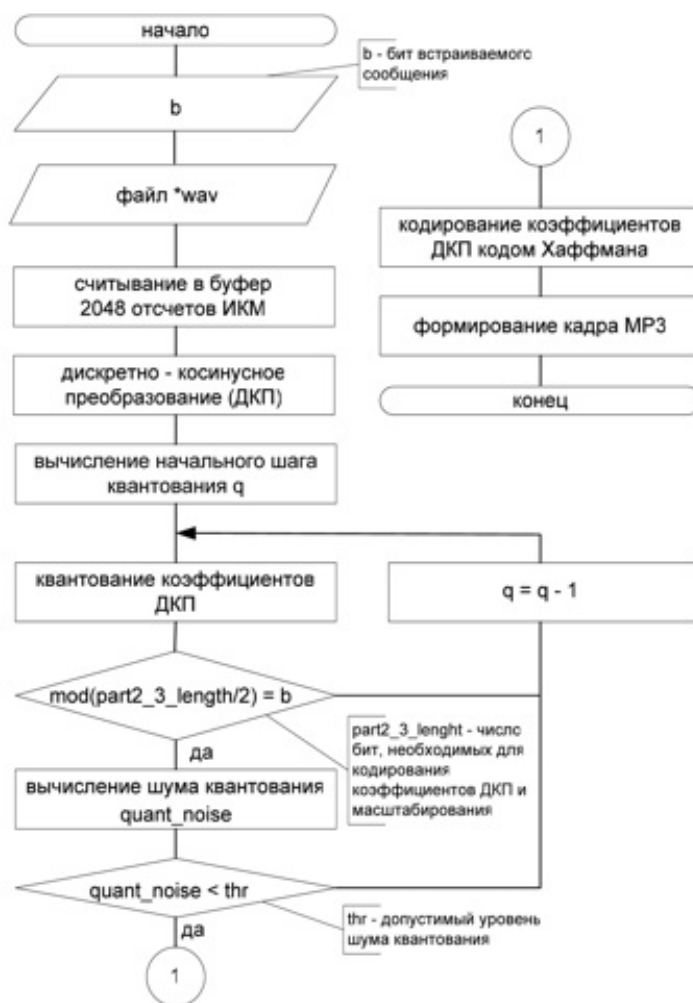 начало
b - бит встраиваемого
сообщения
b
файл *wav
считывание в буфер
2048 отсчетов ИКМ
дискретно - косинусное
преобразование (ДКП)
вычисление начального шага
квантования q
квантование коэффициентов
ДКП
q = q - 1
mod(part2_3_length/2) = b
part2_3_lenght - число
бит, необходимых для
кодирования
коэффициентов ДКП и
масштабирования
да
вычисление шума квантования
quant_noise
quant_noise < thr
thr - допустимый уровень
шума квантования
да
1
1
кодирование коэффициентов
ДКП кодом Хаффмана
формирование кадра MP3
конец